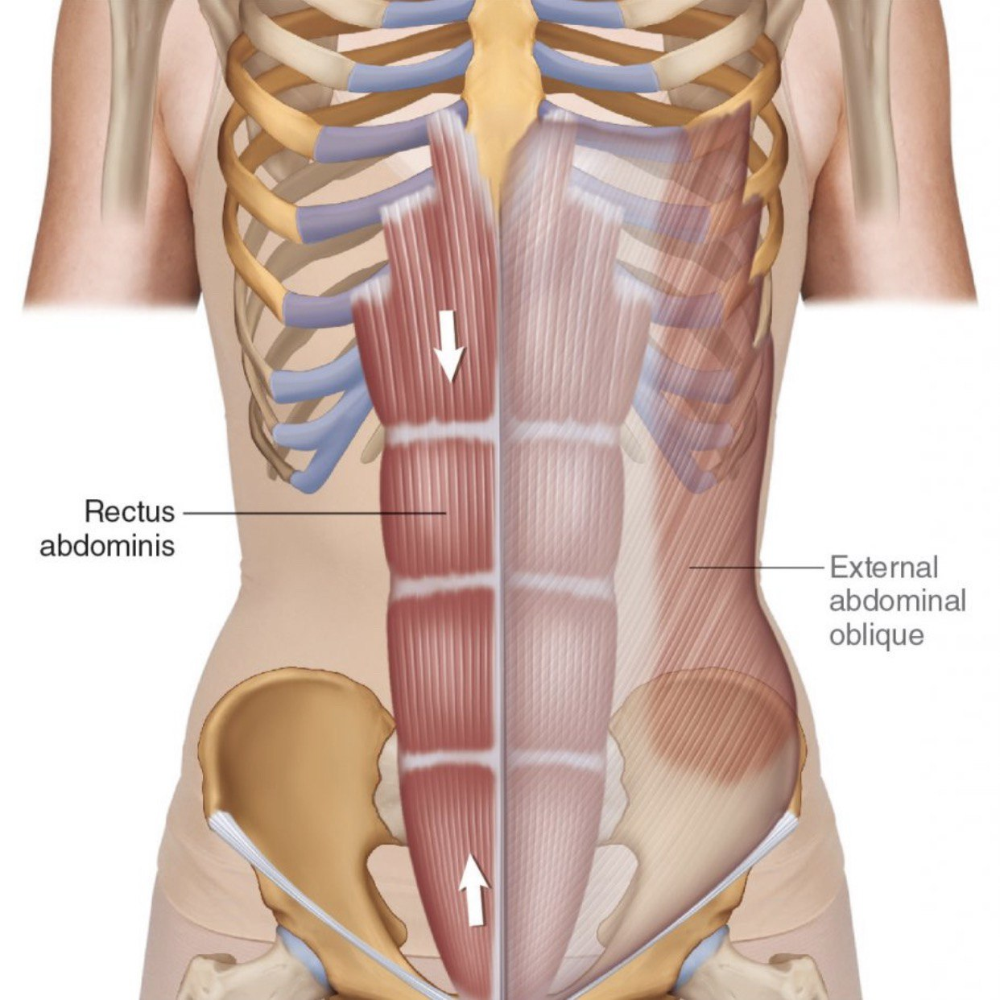 Rectus
abdominis
External
abdominal
oblique